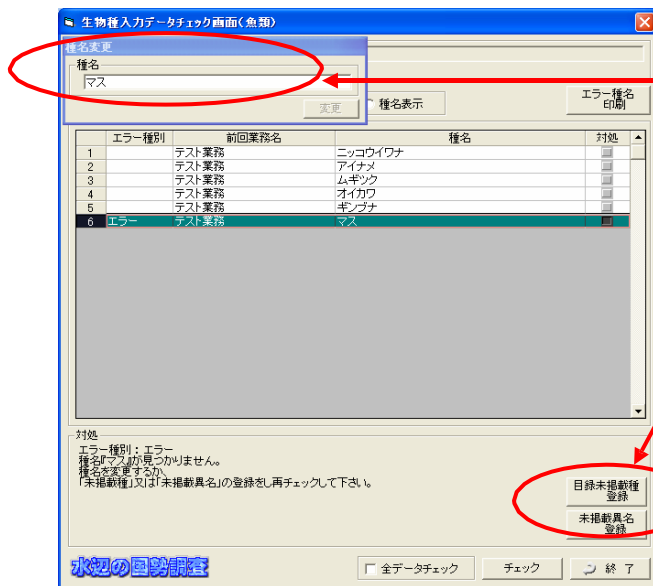 生物種入力データチェック画面(魚類)
種名変更
種名
マス
変更
種名表示
エラー種名
印刷
エラー種別 前回業務名 種名 対処
1 テスト業務 ニッコウイワナ
2 テスト業務 アイナメ
3 テスト業務 ムギツク
4 テスト業務 オイカワ
5 テスト業務 ギンブナ
6 エラー テスト業務 マス
対処
エラー種別:エラー
種名『マス』が見つかりません。
種名を変更するか、
「未掲載種」又は「未掲載異名」の登録をし再チェックして下さい。
目録未掲載種
登録
未掲載異名
登録
水辺の国勢調査
全データチェック チェック 終了